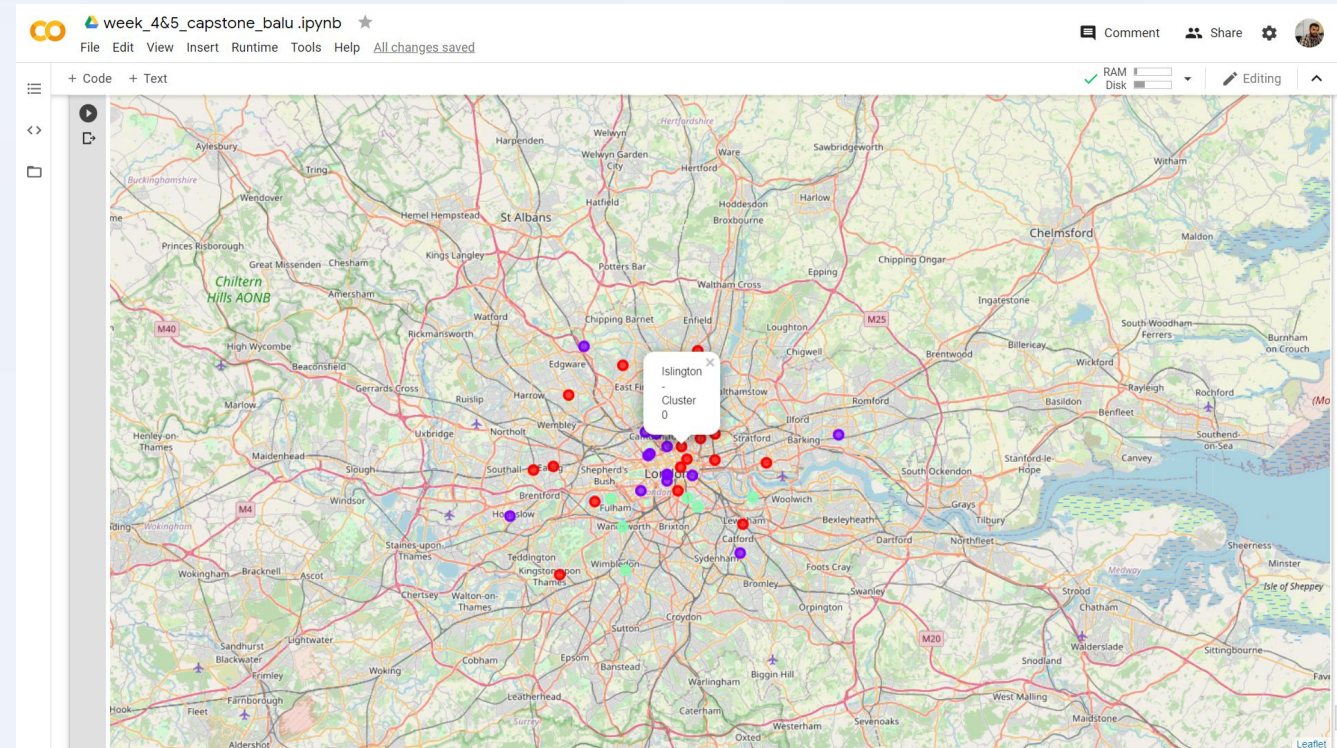 week_4&5_capstone_balu .ipynb
File Edit View Insert Runtime Tools Help All changes saved
Comment Share
+ Code + Text
RAM
Disk
Editing
Hertfordshire
Aylesbury
Harpenden
Welwyn
Ware
Sawbridgeworth
Welwyn Garden
City
Hertford
Witham
Tring
Buckinghamshire
Wendover
Hatfield
Hoddesdon
Harlow
Hemel Hempstead
St Albans
Broxbourne
Chelmsford
Maldon
Princes Risborough
Kings Langley
Great Missenden
Chesham
Potters Bar
Epping
Chipping Ongar
Chiltern
Hills AONB
Amersham
Waltham Cross
Ingatestone
M40
Watford
Chipping Barnet
Enfield
Loughton
M25
South Woodham
Ferrers
Burnham
on Crouch
Rickmansworth
High Wycombe
Billericay
Chigwell
Brentwood
Wickford
Beaconsfield
Edgware
Islington
-
Cluster
0
East Fi
althamstow
Gerrards Cross
Ruislip
Harrow
Romford
Basildon
Rayleigh
Rochford
(Mo
Marlow
Benfleet
Ilford
Wembley
Uxbridge
Northolt
Stratford
Barking
Southend-
on-Sea
Henley-on-
Thames
Maidenhead
Slough
Southall
Ealing
Shepherd's
Bush
London
South Ockendon
Stanford-le-
Hope
Canvey
Windsor
Brentford
Fulham
Woolwich
Grays
M4
Hounslow
Wandsworth
Brixton
Lewisham
Bexleyheath
Tilbury
Wokingham
Staines-upon-
Thames
Catford
Dartford
Northfleet
Sheerness
Teddington
Wimbledon
Sydenham
Foots Cray
Minster
Wokingham
Bracknell
Ascot
Kingston upon
Thames
Bromley
Swanley
Medway
Isle of Sheppey
Chertsey
Walton-on-
Thames
Orpington
Strood
Chatham
Croydon
Sutton
M20
Lightwater
Walderslade
Sandhurst
Blackwater
Cobham
Epsom
Banstead
Snodland
Sittingbourne
Frimley
Woking
Warlingham
Biggin Hill
Fave
Farnborough
Leatherhead
West Malling
Hook
Fleet
Caterham
Surrey
Westerham
Sevenoaks
Maidstone
Aldershot
Oxted
Leaflet